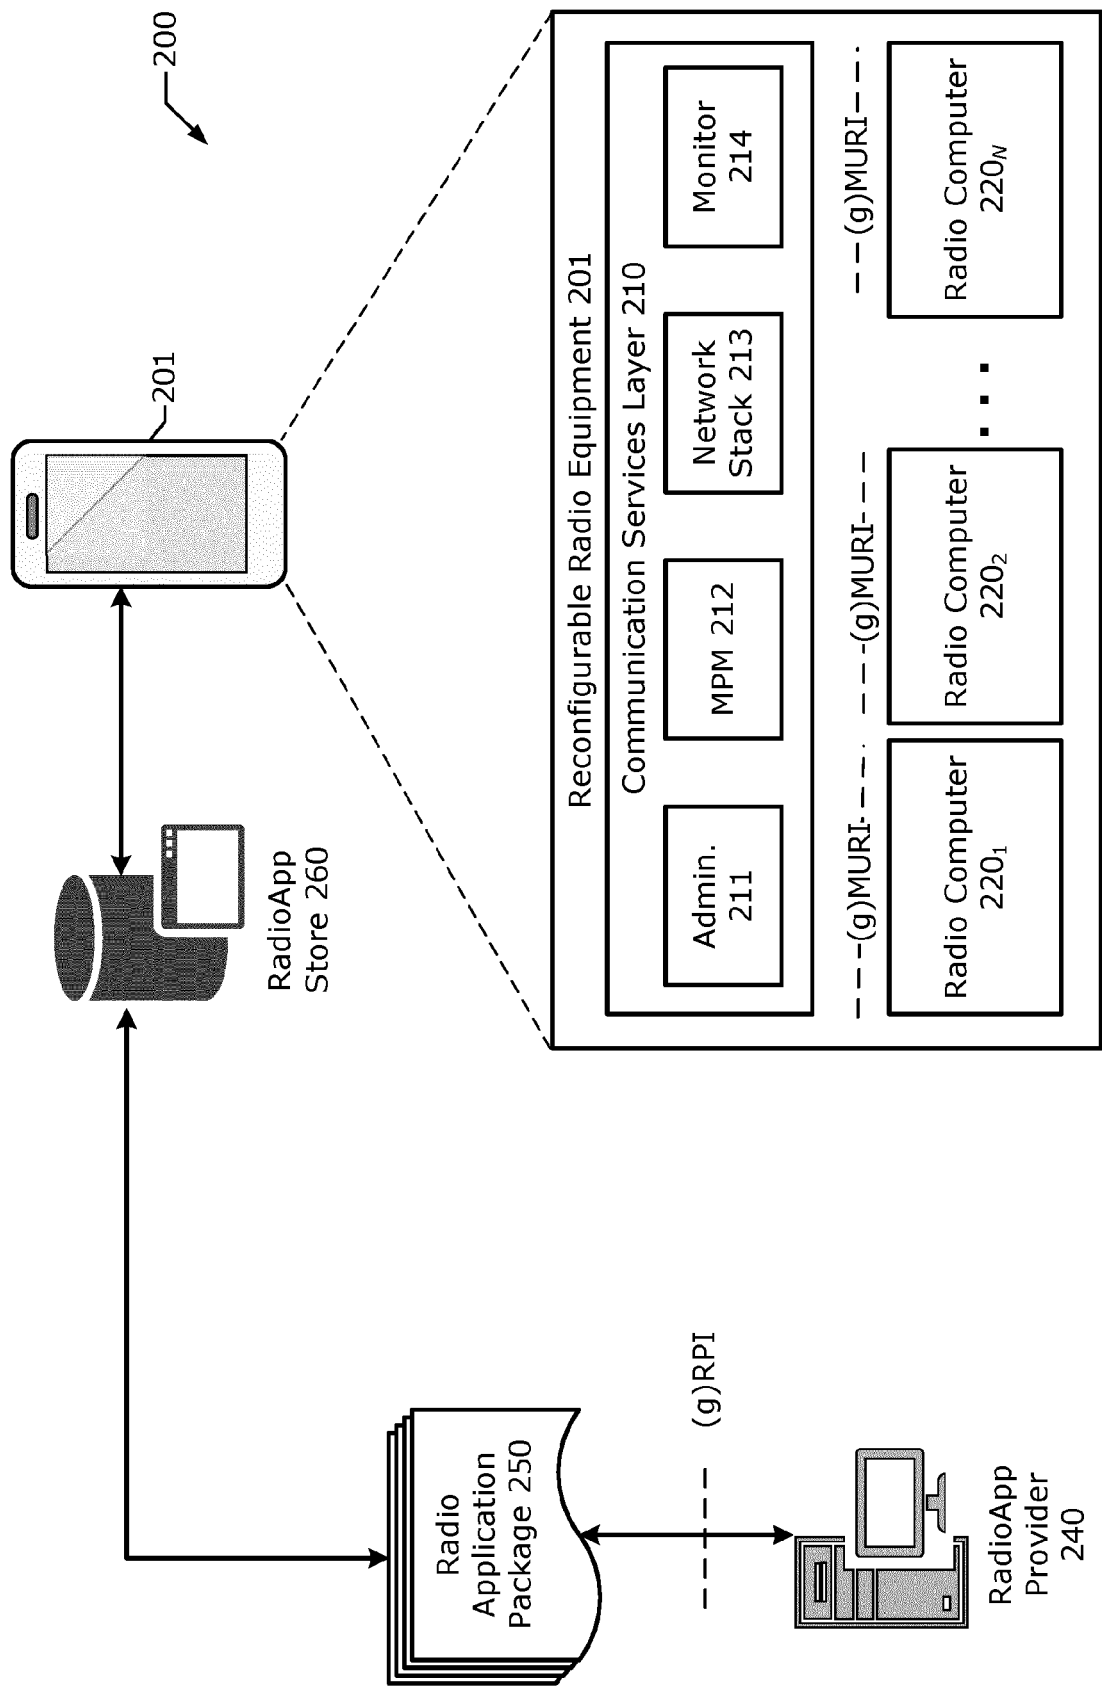 200
201
RadioApp
Store 260
Radio
Application
Package 250
(g)RPI
RadioApp
Provider
240
Reconfigurable Radio Equipment 201
Communication Services Layer 210
Admin.
211
MPM 212
Network
Stack 213
Monitor
214
(g)MURI
(g)MURI
(g)MURI
Radio Computer
220₁
Radio Computer
220₂
. . .
Radio Computer
220N